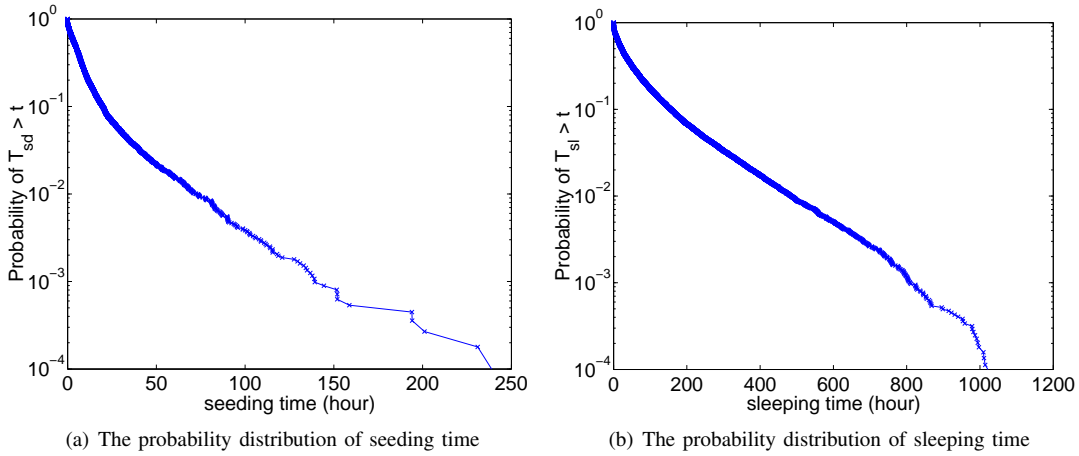 10^0
10^-1
10^-2
10^-3
10^-4
Probability of T_sd > t
0 50 100 150 200 250
seeding time (hour)
(a) The probability distribution of seeding time
10^0
10^-1
10^-2
10^-3
10^-4
Probability of T_sl > t
0 200 400 600 800 1000 1200
sleeping time (hour)
(b) The probability distribution of sleeping time